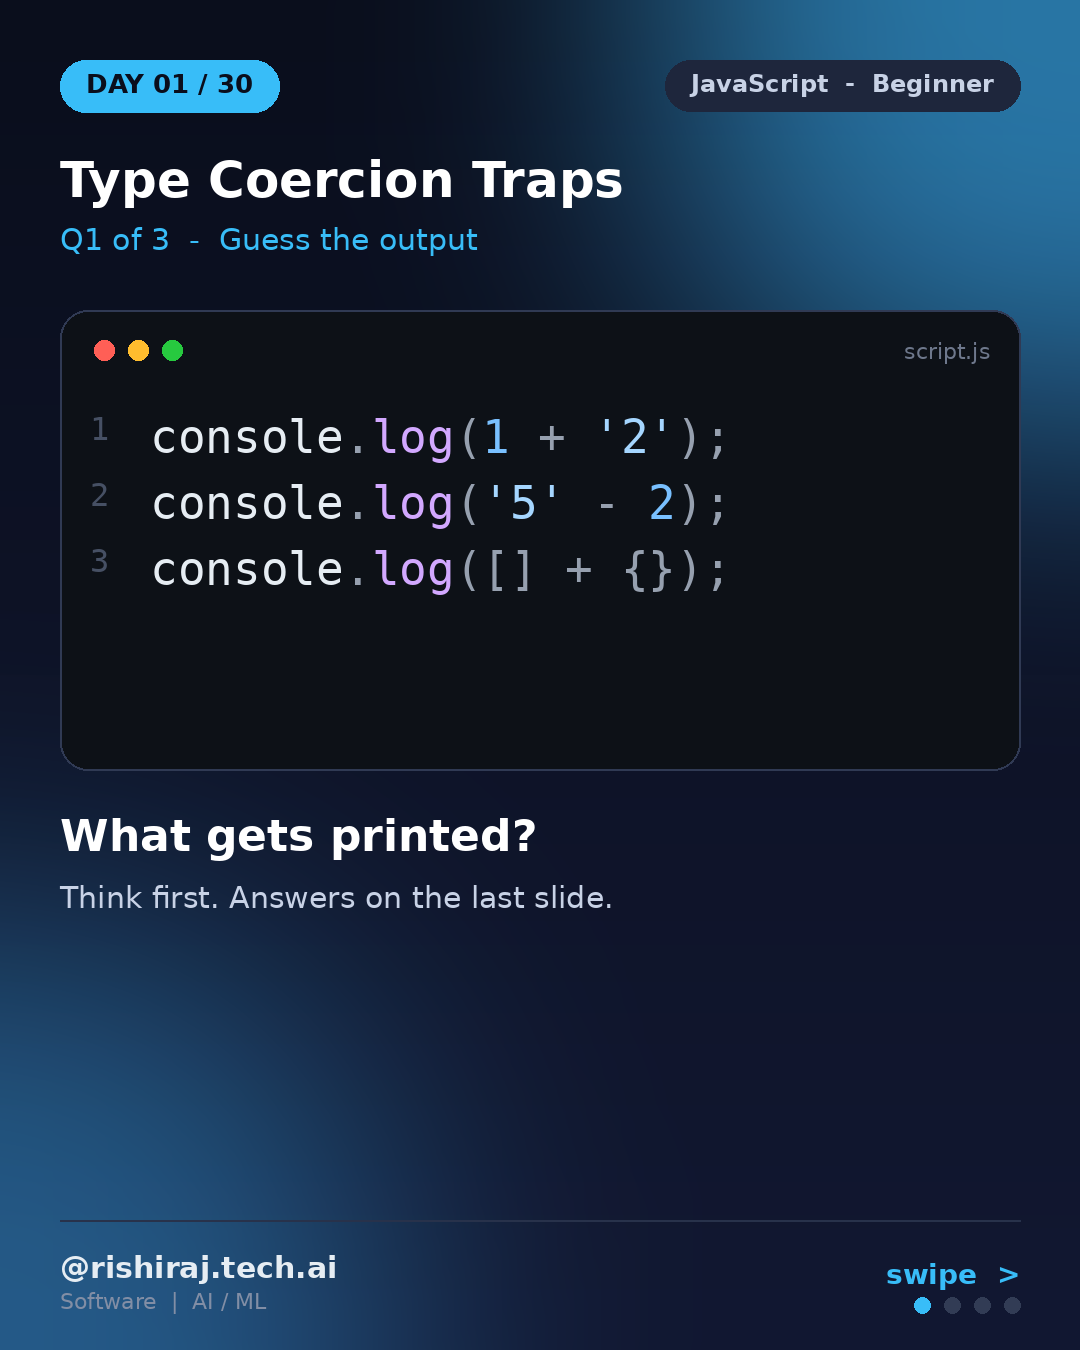 DAY 01 / 30
JavaScript - Beginner
Type Coercion Traps
Q1 of 3 - Guess the output
script.js
1 console.log(1 + '2');
2 console.log('5' - 2);
3 console.log([] + {});
What gets printed?
Think first. Answers on the last slide.
@rishiraj.tech.ai
Software | AI / ML
swipe >